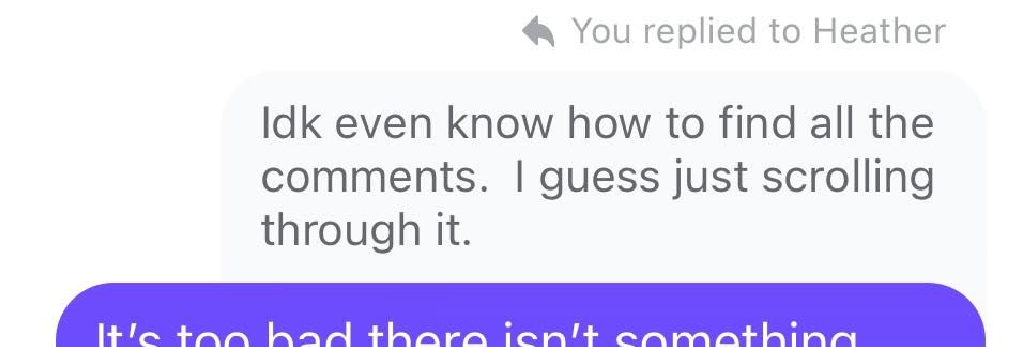 You replied to Heather
Idk even know how to find all the
comments.  I guess just scrolling
through it.
It's too bad there isn't something